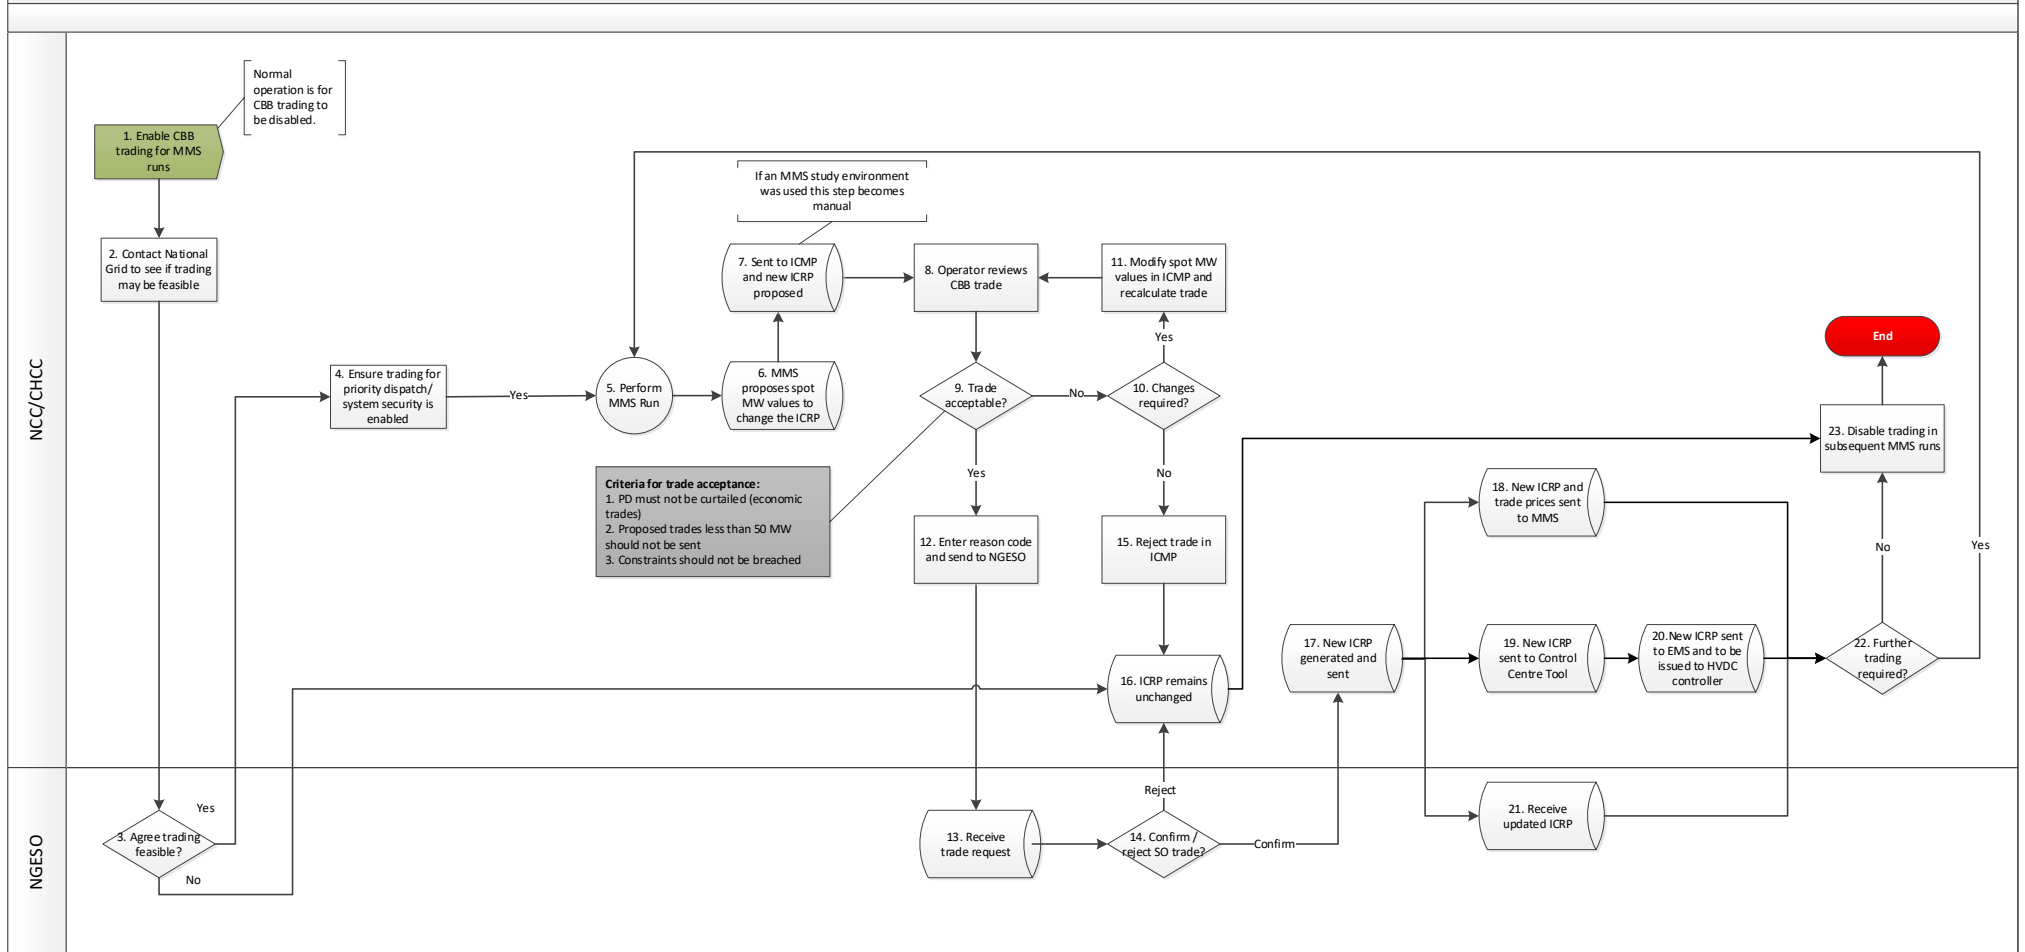 NCC/CHCC
Normal
operation is for
CBB trading to
be disabled.
1. Enable CBB
trading for MMS
runs
2. Contact National
Grid to see if trading
may be feasible
4. Ensure trading for
priority dispatch/
system security is
enabled
Yes
5. Perform
MMS Run
If an MMS study environment
was used this step becomes
manual
7. Sent to ICMP
and new ICRP
proposed
6. MMS
proposes spot
MW values to
change the ICRP
8. Operator reviews
CBB trade
11. Modify spot MW
values in ICMP and
recalculate trade
Yes
9. Trade
acceptable?
No
10. Changes
required?
Yes
No
Criteria for trade acceptance:
1. PD must not be curtailed (economic
trades)
2. Proposed trades less than 50 MW
should not be sent
3. Constraints should not be breached
12. Enter reason code
and send to NGESO
15. Reject trade in
ICMP
16. ICRP remains
unchanged
17. New ICRP
generated and
sent
18. New ICRP and
trade prices sent
to MMS
19. New ICRP
sent to Control
Centre Tool
20.New ICRP sent
to EMS and to be
issued to HVDC
controller
22. Further
trading
required?
No
Yes
23. Disable trading in
subsequent MMS runs
End
NGESO
3. Agree trading
feasible?
Yes
No
13. Receive
trade request
14. Confirm /
reject SO trade?
Reject
Confirm
21. Receive
updated ICRP